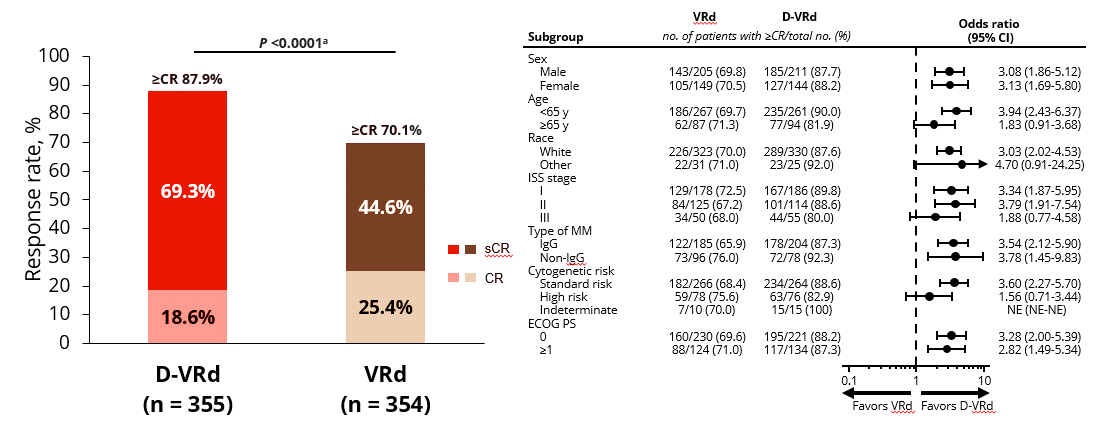 P <0.0001a
≥CR 87.9%
≥CR 70.1%
Response rate, %
100
90
80
70
60
50
40
30
20
10
0
69.3%
18.6%
44.6%
25.4%
sCR
CR
D-VRd
(n = 355)
VRd
(n = 354)
VRd D-VRd Odds ratio
Subgroup no. of patients with ≥CR/total no. (%) (95% CI)
Sex
Male 143/205 (69.8) 185/211 (87.7) 3.08 (1.86-5.12)
Female 105/149 (70.5) 127/144 (88.2) 3.13 (1.69-5.80)
Age
<65 y 186/267 (69.7) 235/261 (90.0) 3.94 (2.43-6.37)
≥65 y 62/87 (71.3) 77/94 (81.9) 1.83 (0.91-3.68)
Race
White 226/323 (70.0) 289/330 (87.6) 3.03 (2.02-4.53)
Other 22/31 (71.0) 23/25 (92.0) 4.70 (0.91-24.25)
ISS stage
I 129/178 (72.5) 167/186 (89.8) 3.34 (1.87-5.95)
II 84/125 (67.2) 101/114 (88.6) 3.79 (1.91-7.54)
III 34/50 (68.0) 44/55 (80.0) 1.88 (0.77-4.58)
Type of MM
IgG 122/185 (65.9) 178/204 (87.3) 3.54 (2.12-5.90)
Non-IgG 73/96 (76.0) 72/78 (92.3) 3.78 (1.45-9.83)
Cytogenetic risk
Standard risk 182/266 (68.4) 234/264 (88.6) 3.60 (2.27-5.70)
High risk 59/78 (75.6) 63/76 (82.9) 1.56 (0.71-3.44)
Indeterminate 7/10 (70.0) 15/15 (100) NE (NE-NE)
ECOG PS
0 160/230 (69.6) 195/221 (88.2) 3.28 (2.00-5.39)
≥1 88/124 (71.0) 117/134 (87.3) 2.82 (1.49-5.34)
0.1 1 10
Favors VRd Favors D-VRd